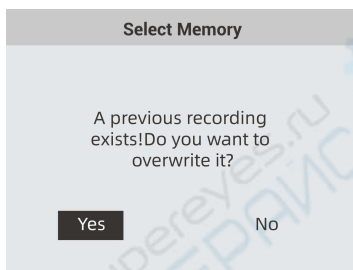 Select Memory
A previous recording
exists!Do you want to
overwrite it?
Yes No